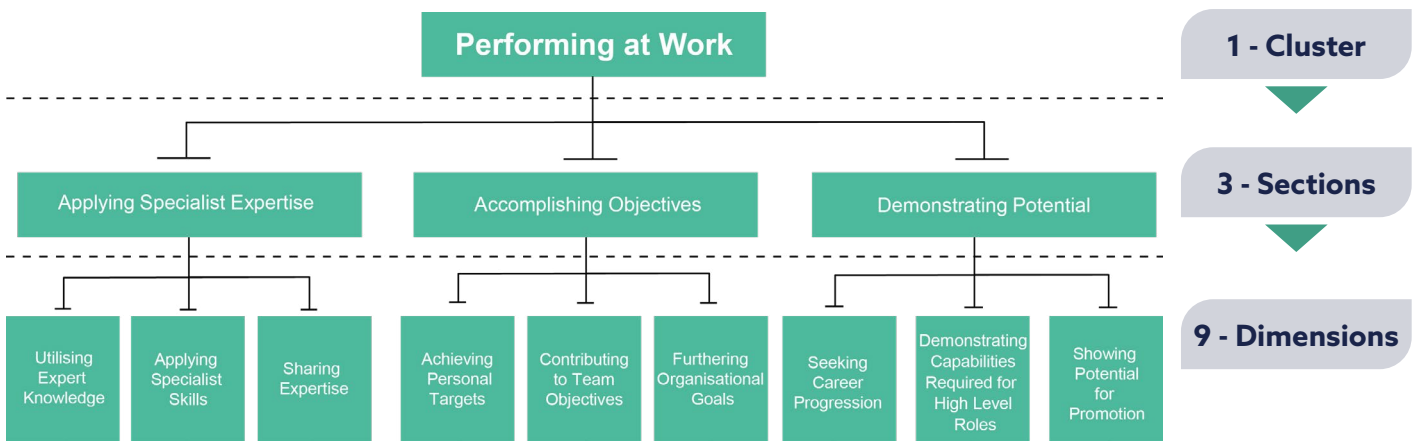 Performing at Work
1 - Cluster
Applying Specialist Expertise
Accomplishing Objectives
Demonstrating Potential
3 - Sections
Utilising
Expert
Knowledge
Applying
Specialist
Skills
Sharing
Expertise
Achieving
Personal
Targets
Contributing
to Team
Objectives
Furthering
Organisational
Goals
Seeking
Career
Progression
Demonstrating
Capabilities
Required for
High Level
Roles
Showing
Potential
for
Promotion
9 - Dimensions